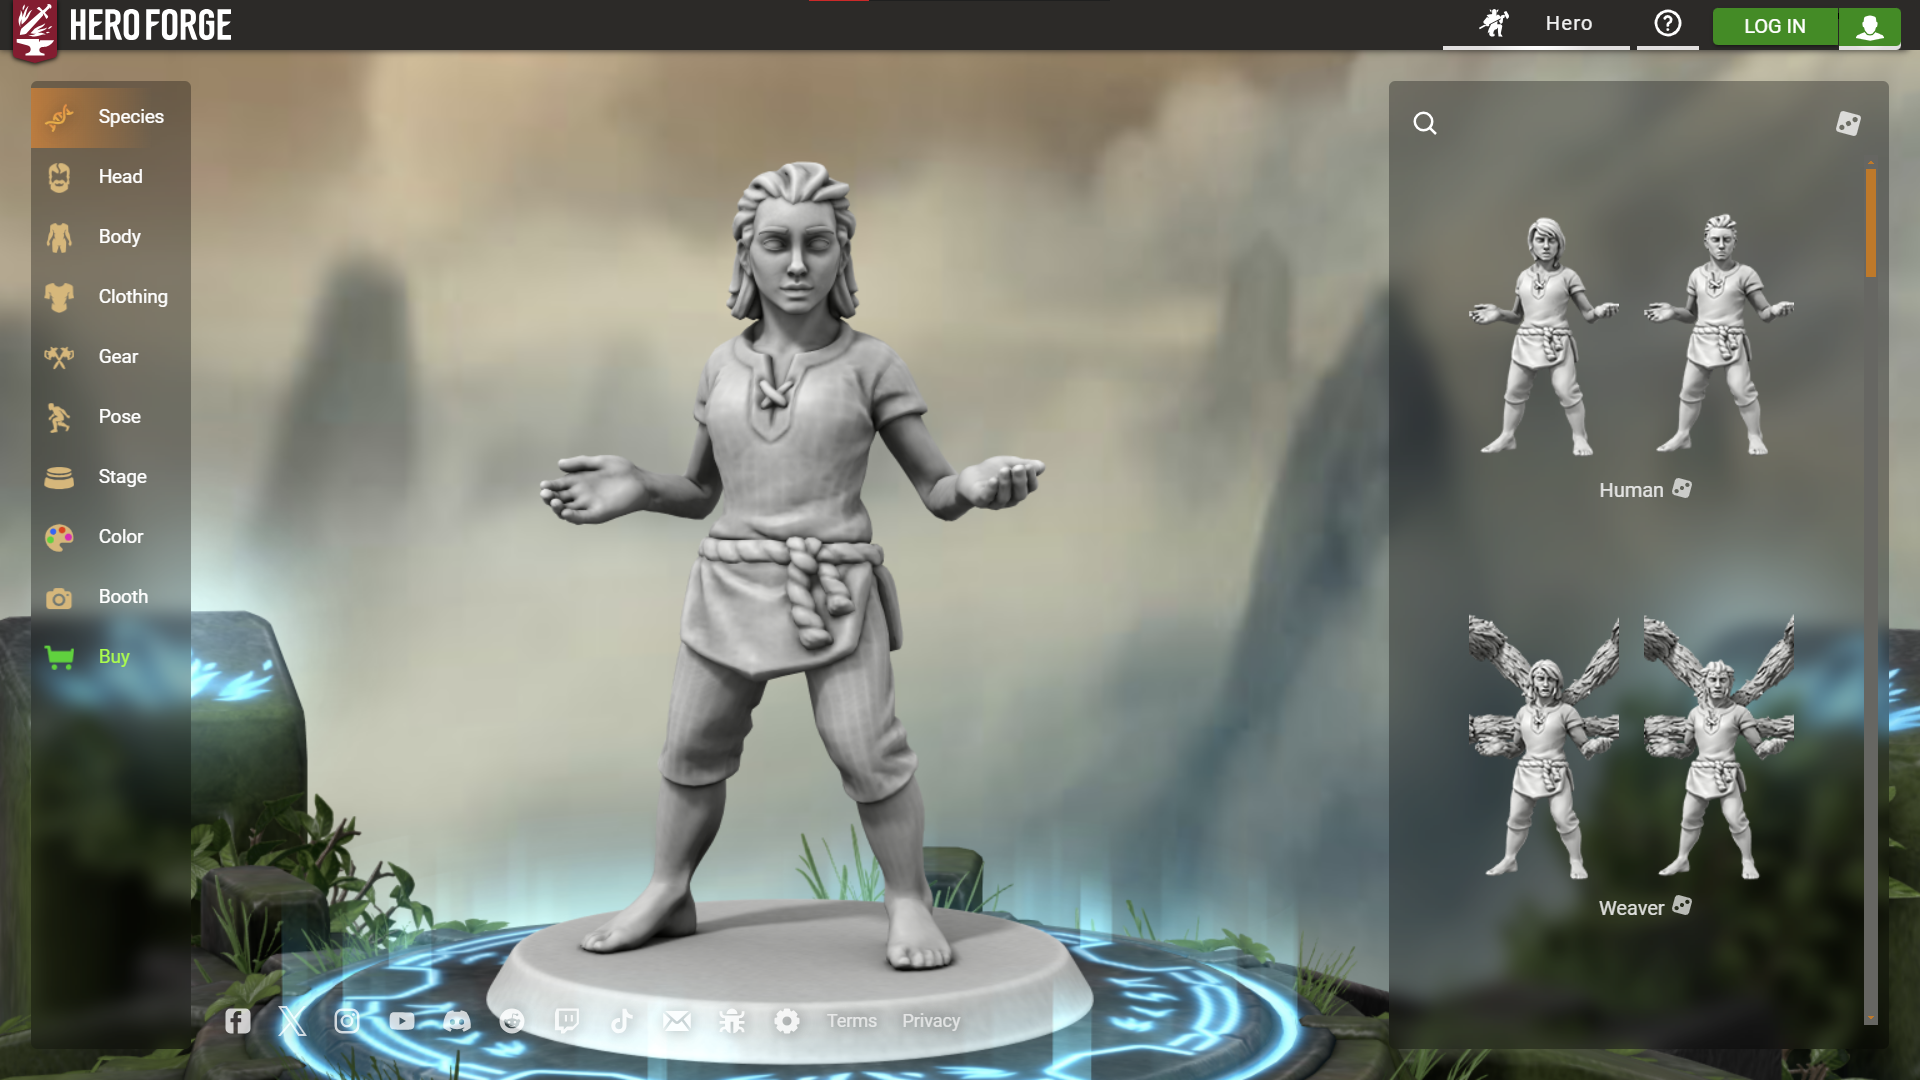 HERO FORGE
Hero
LOG IN
Species
Head
Body
Clothing
Gear
Pose
Stage
Color
Booth
Buy
Human
Weaver
Terms
Privacy